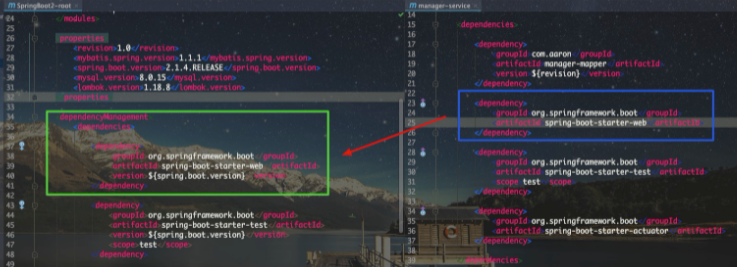 SpringBoot2-root
24 </modules>
25
26 properties
27 <revision>1.0</revision>
28 <mybatis.spring.version>1.1.1</mybatis.spring.version>
29 <spring.boot.version>2.1.4.RELEASE</spring.boot.version>
30 <mysql.version>8.0.15</mysql.version>
31 <lombok.version>1.18.8</lombok.version>
32 properties
33
34 dependencyManagement
35 <dependencies>
36
37 <dependency>
38 <groupId>org.springframework.boot</groupId>
39 <artifactId>spring-boot-starter-web</artifactId>
40 <version>${spring.boot.version}</version>
41 </dependency>
42
43 <dependency>
44 <groupId>org.springframework.boot</groupId>
45 <artifactId>spring-boot-starter-test</artifactId>
46 <version>${spring.boot.version}</version>
47 <scope>test</scope>
48 </dependency>
49
manager-service
14
15 <dependencies>
16
17 <dependency>
18 <groupId>com.aaron</groupId>
19 <artifactId>manager-mapper</artifactId>
20 <version>${revision}</version>
21 </dependency>
22
23 <dependency>
24 <groupId>org.springframework.boot</groupId>
25 <artifactId>spring-boot-starter-web</artifactId>
26 </dependency>
27
28 <dependency>
29 <groupId>org.springframework.boot</groupId>
30 <artifactId>spring-boot-starter-test</artifactId>
31 <scope>test</scope>
32 </dependency>
33
34 <dependency>
35 <groupId>org.springframework.boot</groupId>
36 <artifactId>spring-boot-starter-actuator</artifactId>
37 </dependency>
38
39 <dependencies>